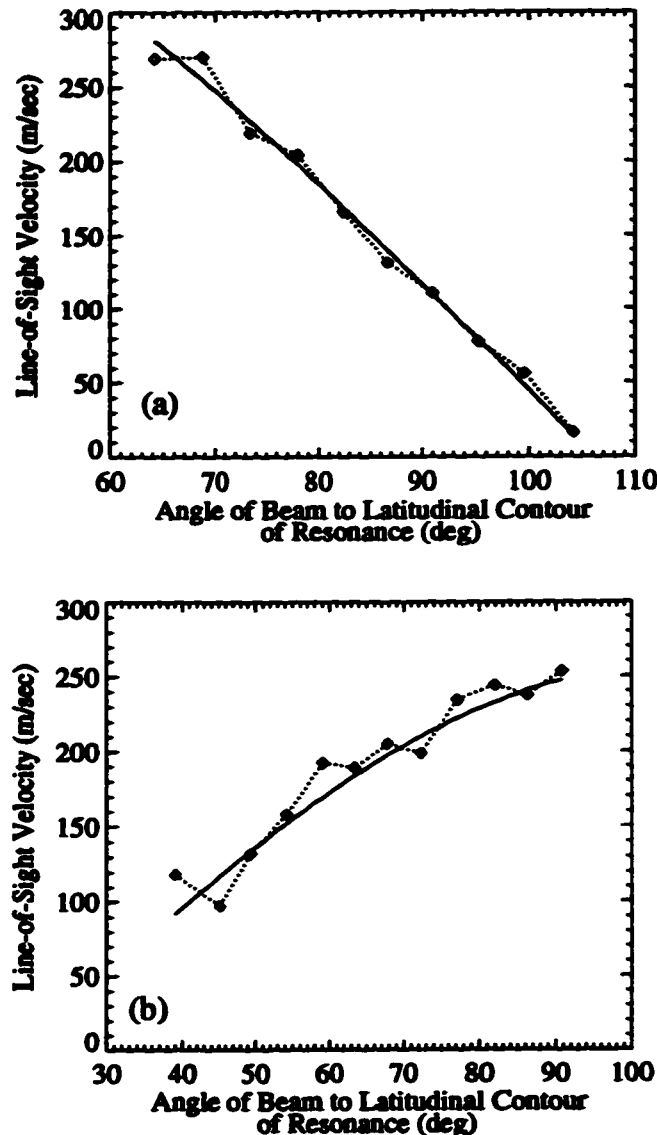 300
250
200
150
100
50
0
Line-of-Sight Velocity (m/sec)
(a)
60 70 80 90 100 110
Angle of Beam to Latitudinal Contour
of Resonance (deg)
300
250
200
150
100
50
0
Line-of-Sight Velocity (m/sec)
(b)
30 40 50 60 70 80 90 100
Angle of Beam to Latitudinal Contour
of Resonance (deg)